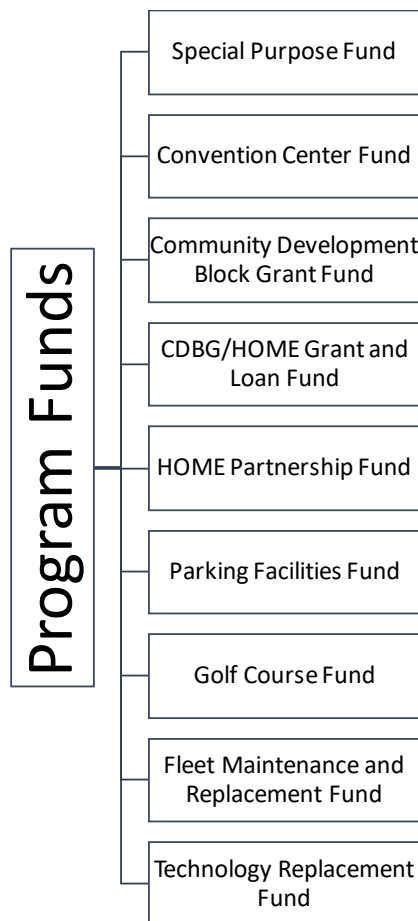 Program Funds
Special Purpose Fund
Convention Center Fund
Community Development
Block Grant Fund
CDBG/HOME Grant and
Loan Fund
HOME Partnership Fund
Parking Facilities Fund
Golf Course Fund
Fleet Maintenance and
Replacement Fund
Technology Replacement
Fund